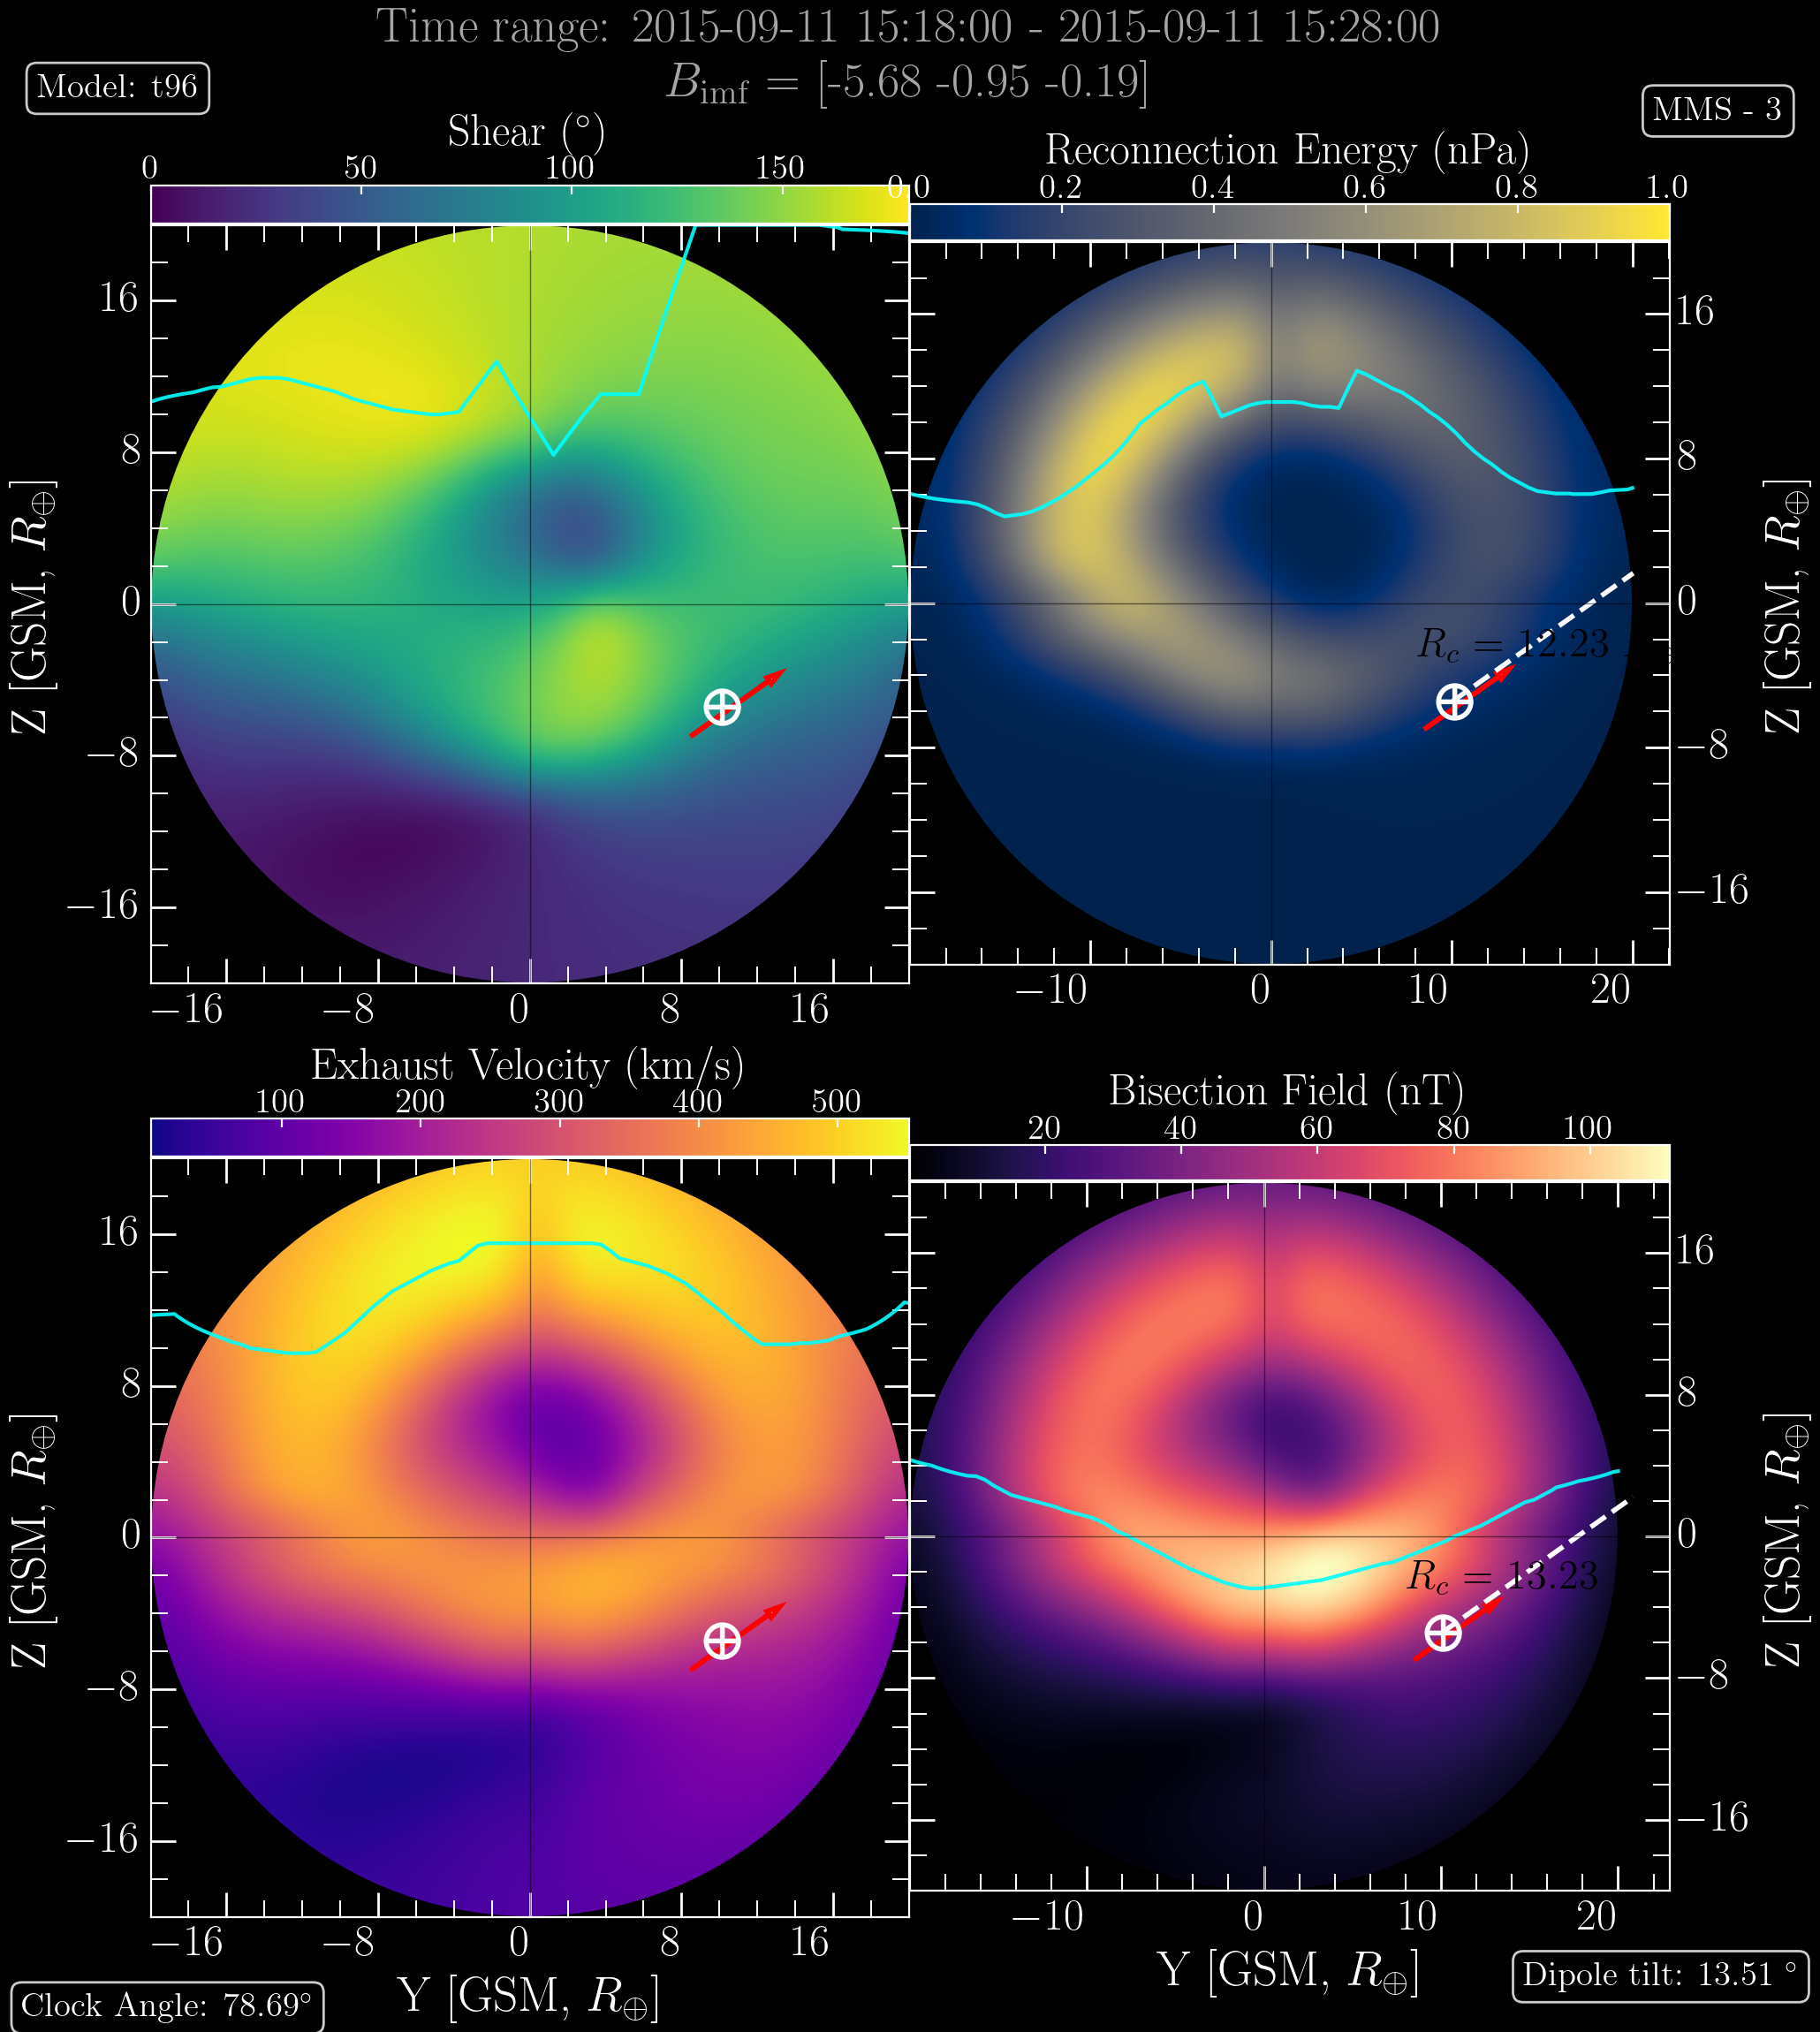 Time range: 2015-09-11 15:18:00 - 2015-09-11 15:28:00
B_imf = [-5.68 -0.95 -0.19]
Model: t96
MMS - 3
Shear (°)
0 50 100 150
Reconnection Energy (nPa)
0.0 0.2 0.4 0.6 0.8 1.0
Z [GSM, R⊕]
16
8
0
−8
−16
−16 −8 0 8 16
R_c = 12.23
16
8
0
−8
−16
Z [GSM, R⊕]
−10 0 10 20
Exhaust Velocity (km/s)
100 200 300 400 500
Bisection Field (nT)
20 40 60 80 100
Z [GSM, R⊕]
16
8
0
−8
−16
−16 −8 0 8 16
Y [GSM, R⊕]
R_c = 13.23
16
8
0
−8
−16
Z [GSM, R⊕]
−10 0 10 20
Y [GSM, R⊕]
Clock Angle: 78.69°
Dipole tilt: 13.51 °